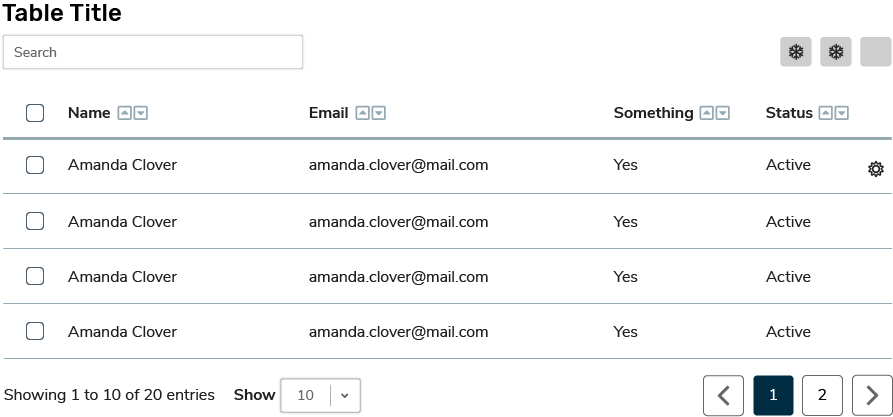 Table Title
Search
Name Email Something Status
Amanda Clover amanda.clover@mail.com Yes Active
Amanda Clover amanda.clover@mail.com Yes Active
Amanda Clover amanda.clover@mail.com Yes Active
Amanda Clover amanda.clover@mail.com Yes Active
Showing 1 to 10 of 20 entries Show 10 1 2